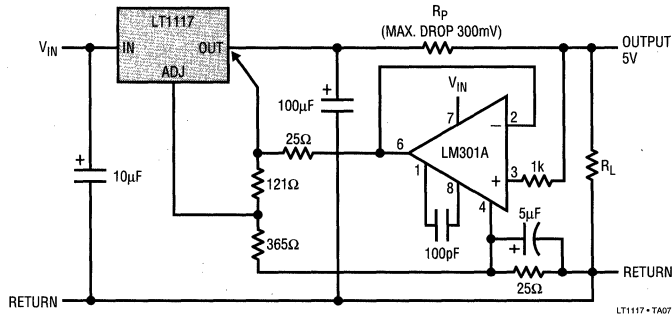 LT1117
V_IN
IN
OUT
ADJ
R_P
(MAX. DROP 300mV)
OUTPUT
5V
+
100µF
V_IN
7
2
−
25Ω
6
LM301A
1k
3
+
R_L
+
10µF
121Ω
1
8
4
5µF
+
100pF
365Ω
25Ω
RETURN
RETURN
LT1117 • TA07